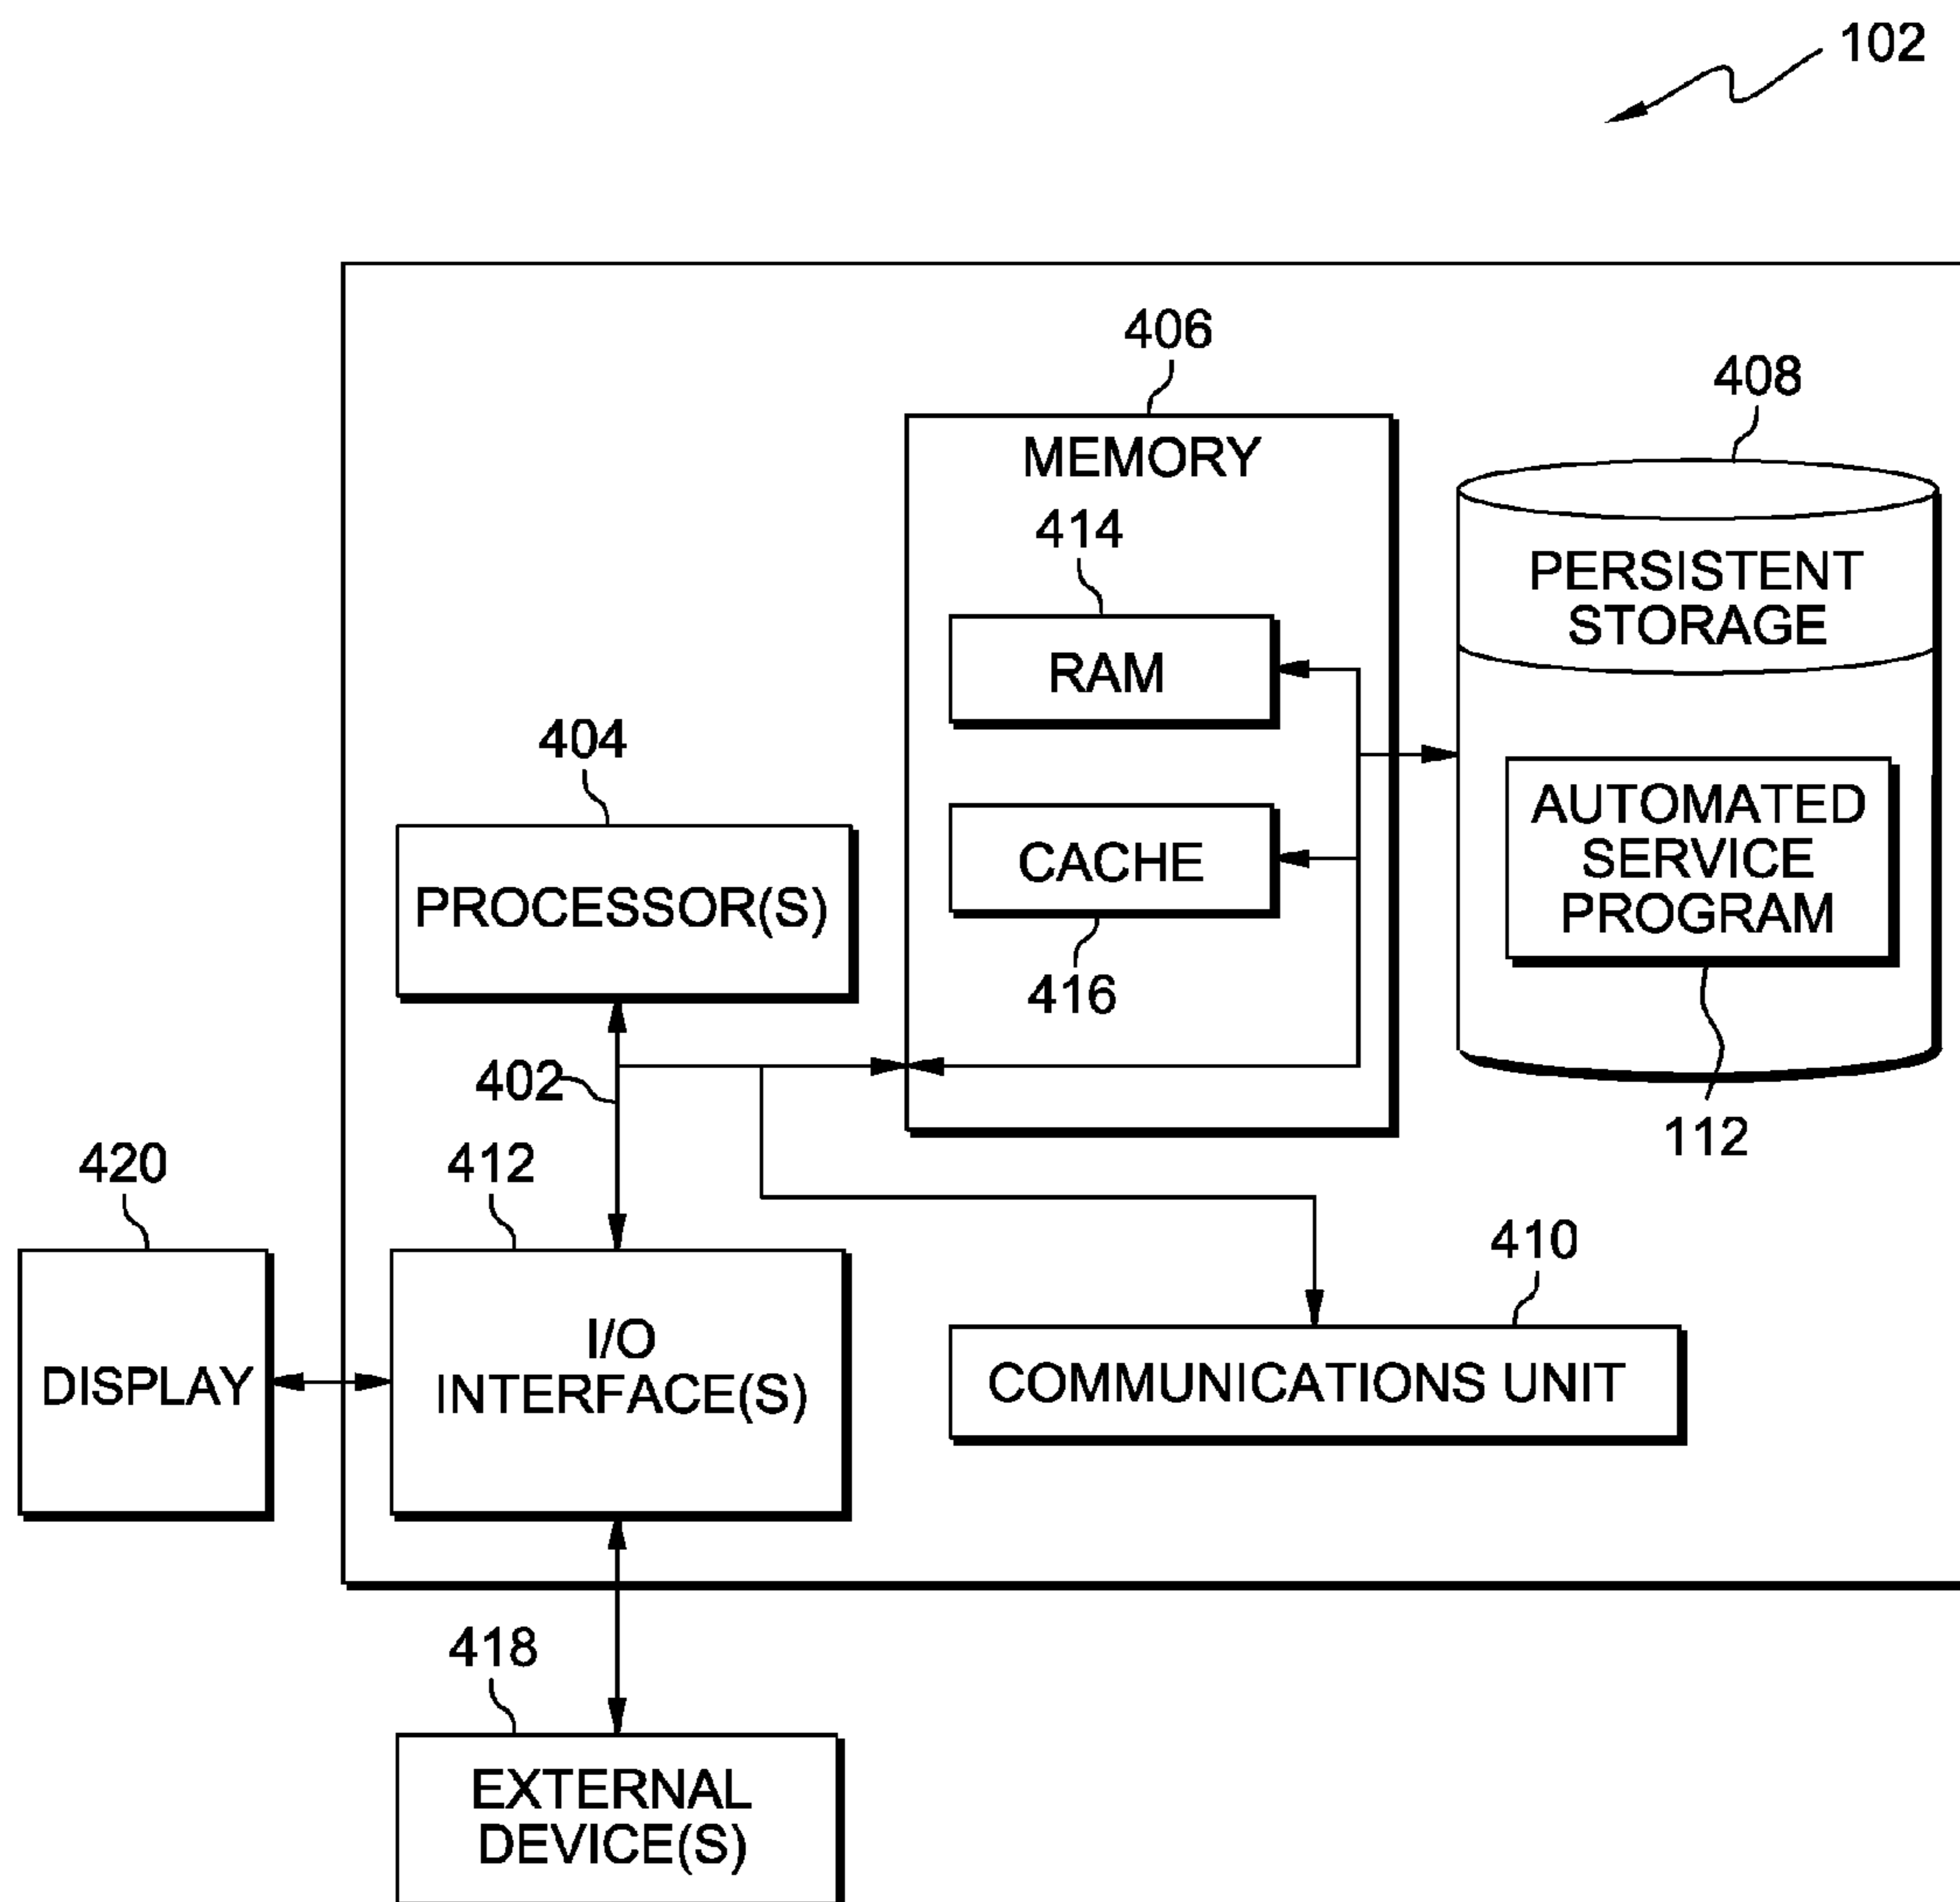 102
406
408
MEMORY
414
PERSISTENT
STORAGE
RAM
404
AUTOMATED
SERVICE
PROGRAM
CACHE
PROCESSOR(S)
416
402
112
420
412
410
I/O
INTERFACE(S)
DISPLAY
COMMUNICATIONS UNIT
418
EXTERNAL
DEVICE(S)